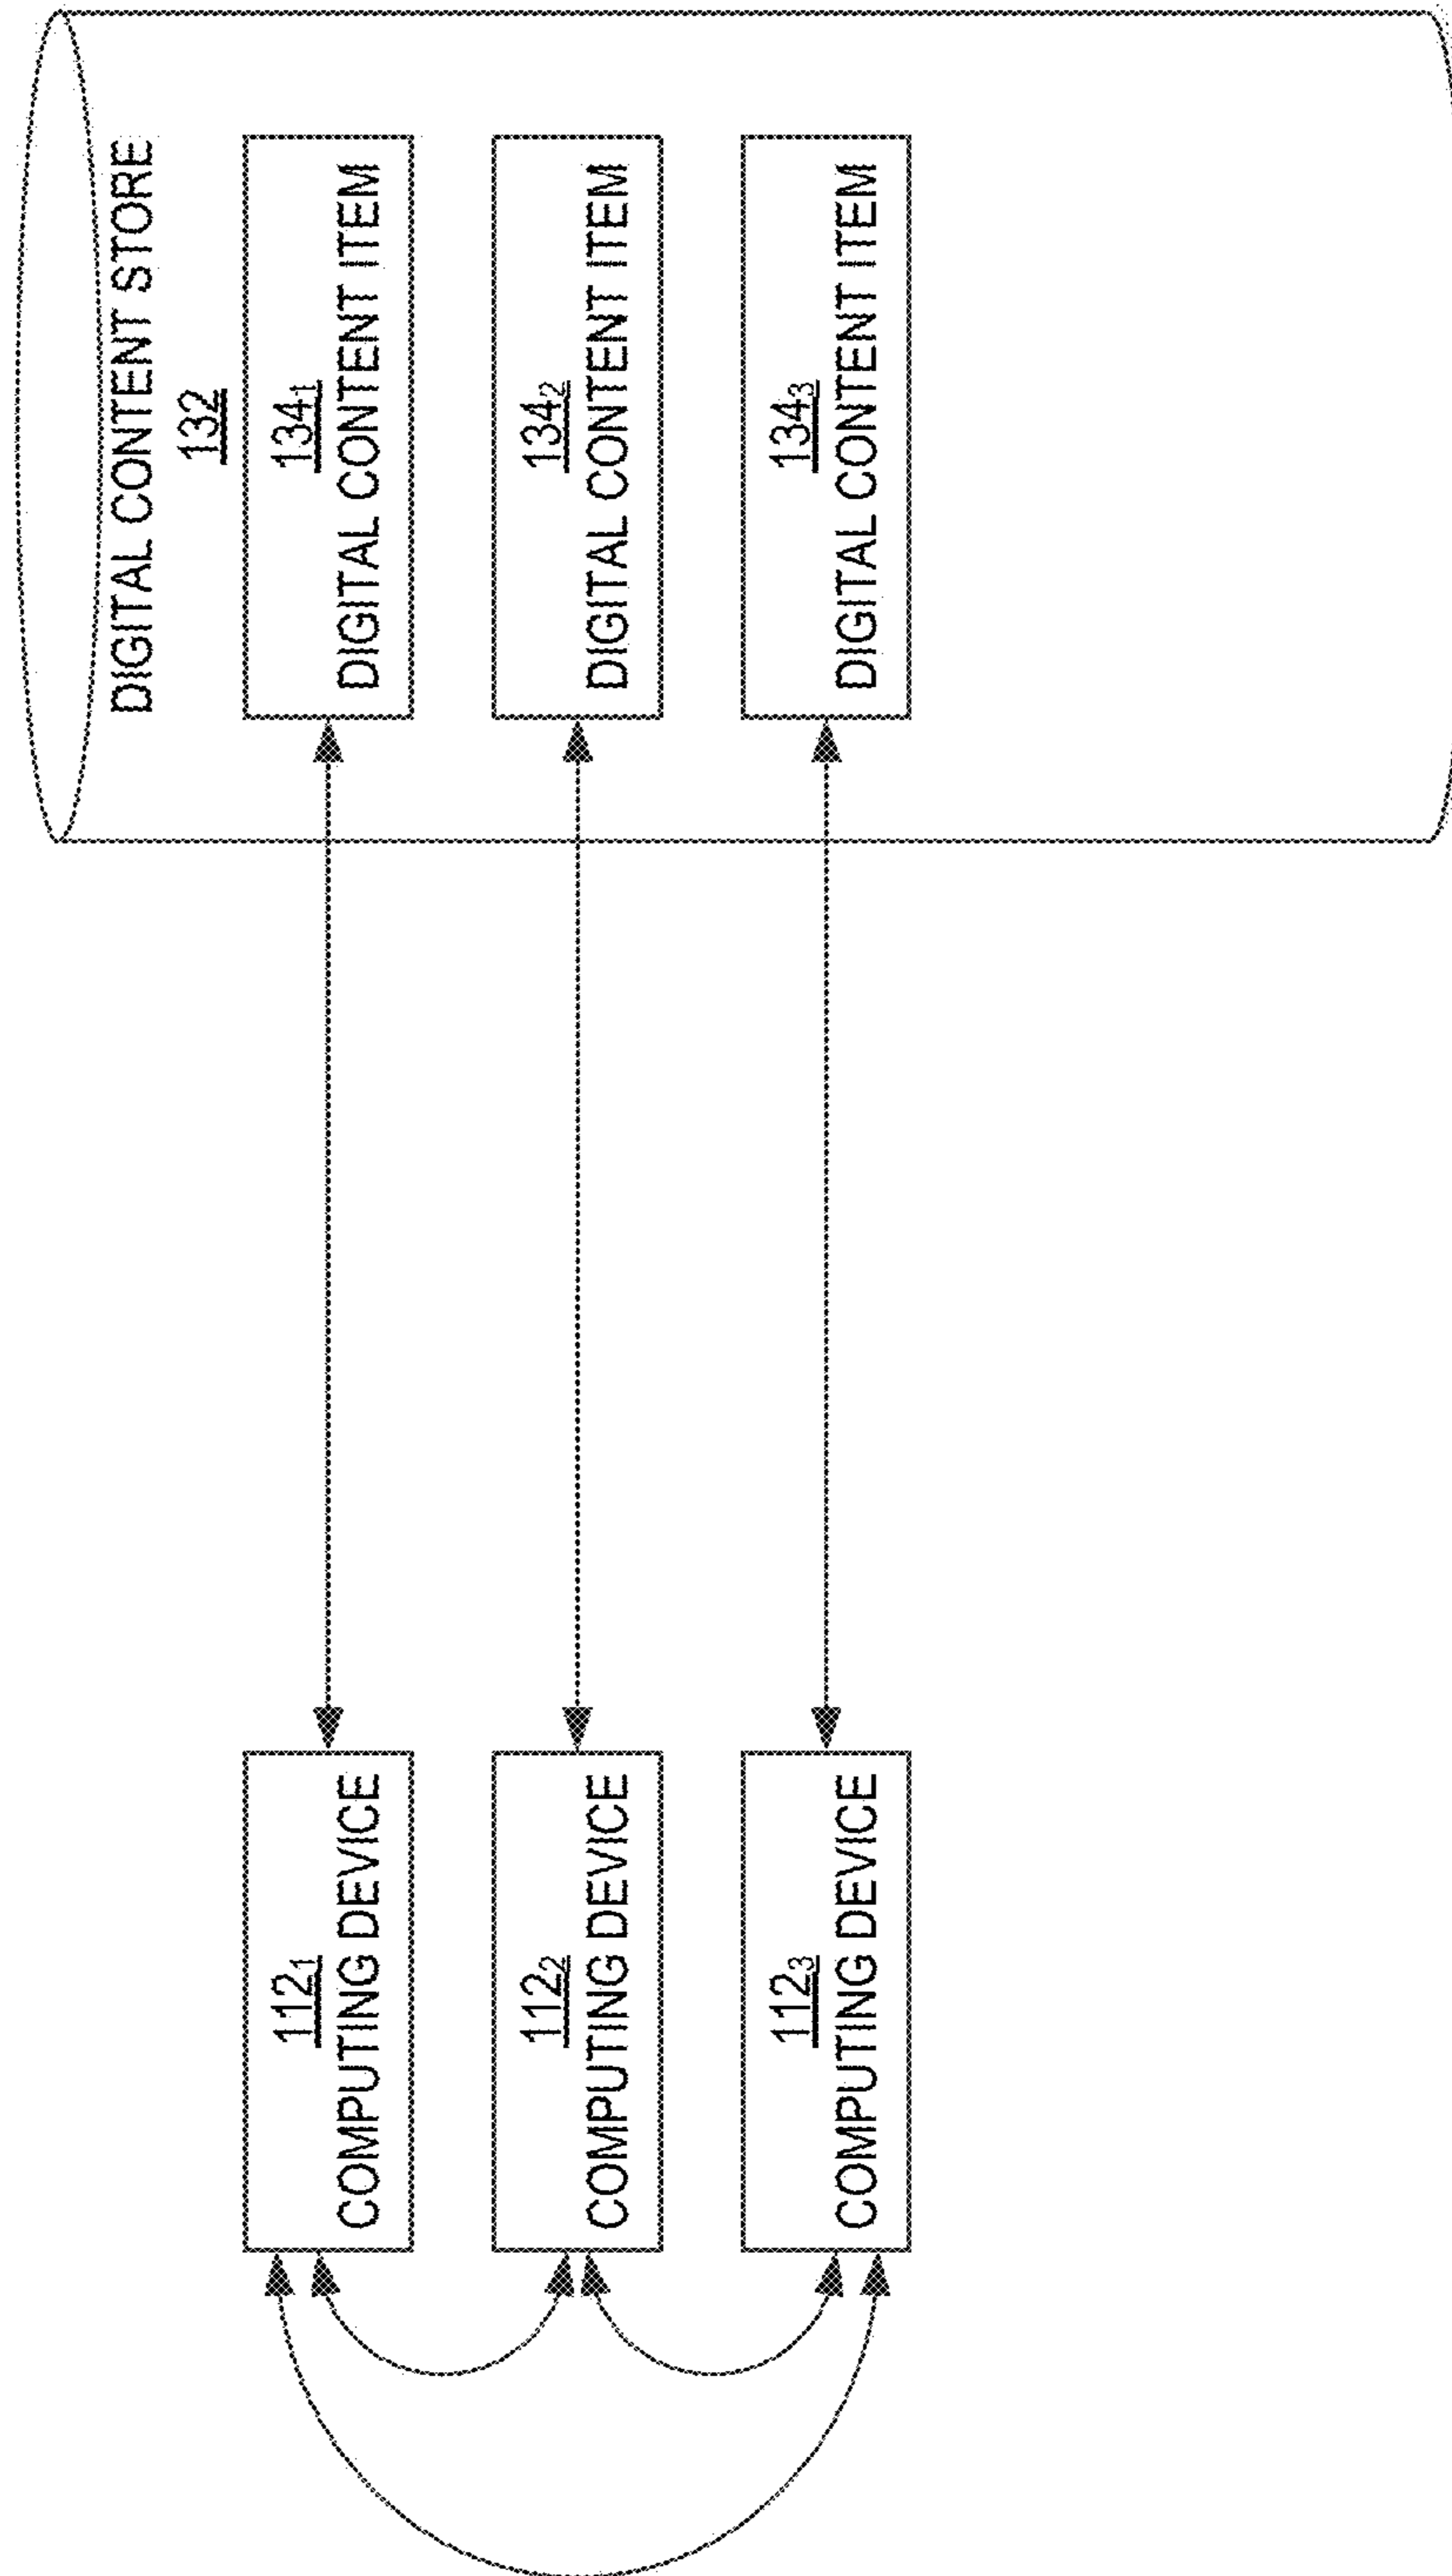 DIGITAL CONTENT STORE
132
134₁
DIGITAL CONTENT ITEM
134₂
DIGITAL CONTENT ITEM
134₃
DIGITAL CONTENT ITEM
112₁
COMPUTING DEVICE
112₂
COMPUTING DEVICE
112₃
COMPUTING DEVICE